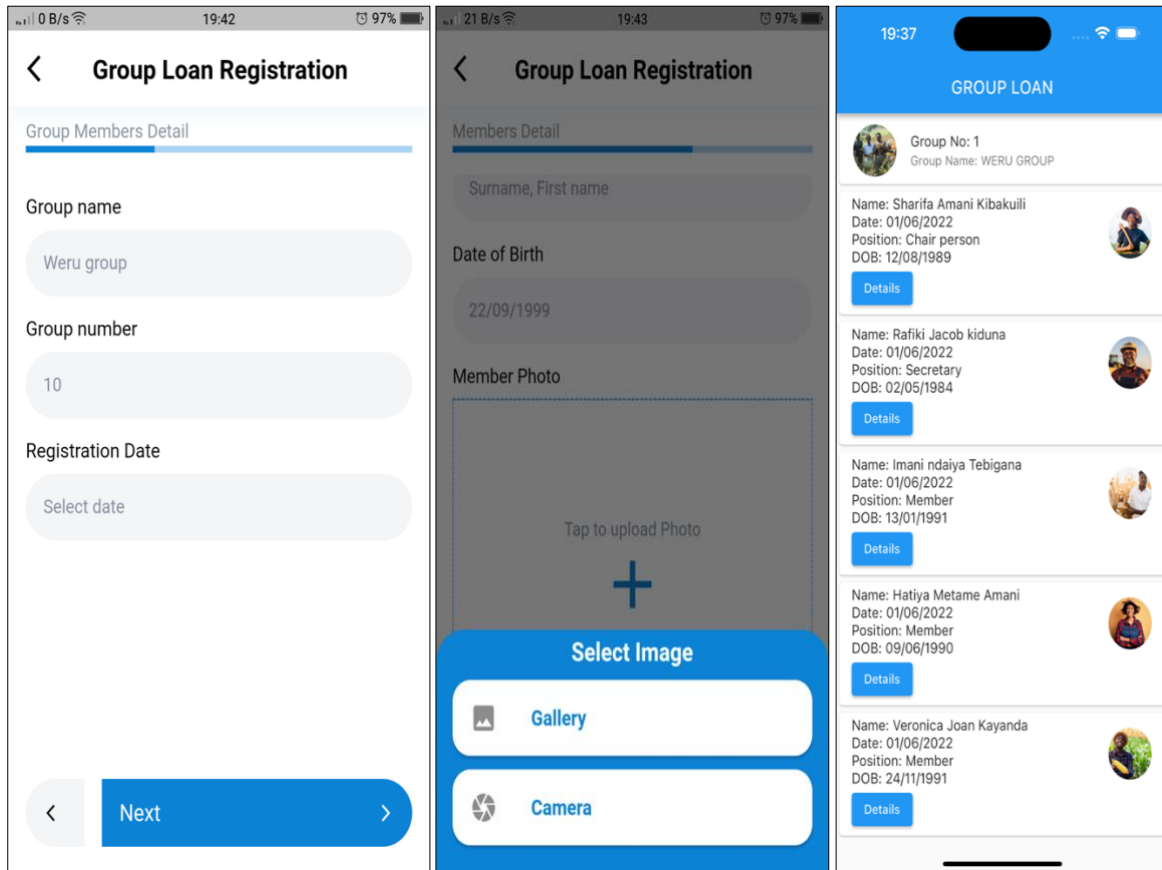 0 B/s 19:42 97%
Group Loan Registration
Group Members Detail
Group name
Weru group
Group number
10
Registration Date
Select date
Next
21 B/s 19:43 97%
Group Loan Registration
Members Detail
Surname, First name
Date of Birth
22/09/1999
Member Photo
Tap to upload Photo
Select Image
Gallery
Camera
19:37
GROUP LOAN
Group No: 1
Group Name: WERU GROUP
Name: Sharifa Amani Kibakuili
Date: 01/06/2022
Position: Chair person
DOB: 12/08/1989
Details
Name: Rafiki Jacob kiduna
Date: 01/06/2022
Position: Secretary
DOB: 02/05/1984
Details
Name: Imani ndaiya Tebigana
Date: 01/06/2022
Position: Member
DOB: 13/01/1991
Details
Name: Hatiya Metame Amani
Date: 01/06/2022
Position: Member
DOB: 09/06/1990
Details
Name: Veronica Joan Kayanda
Date: 01/06/2022
Position: Member
DOB: 24/11/1991
Details